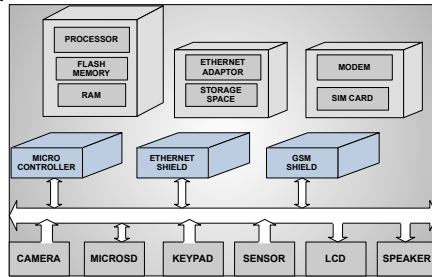 PROCESSOR
FLASH
MEMORY
RAM
ETHERNET
ADAPTOR
STORAGE
SPACE
MODEM
SIM CARD
MICRO
CONTROLLER
ETHERNET
SHIELD
GSM
SHIELD
CAMERA
MICROSD
KEYPAD
SENSOR
LCD
SPEAKER